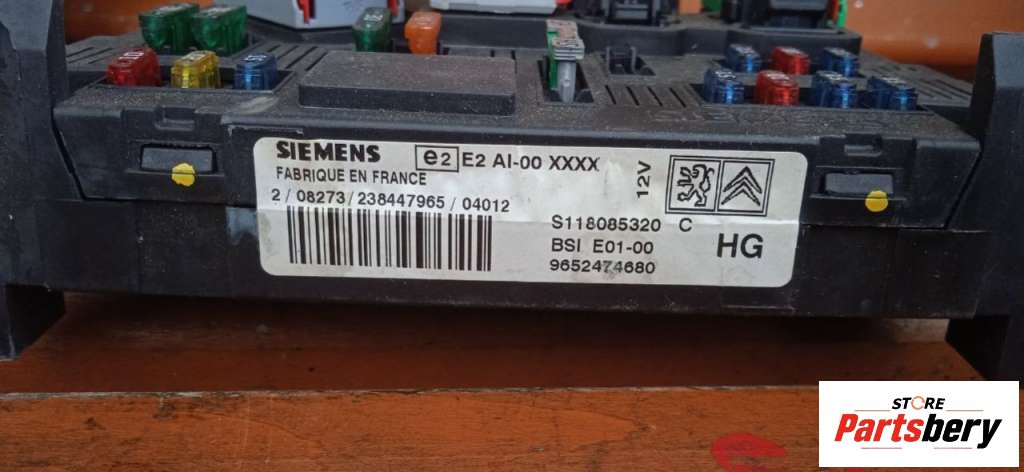 SIEMENS e2 E2 AI-00 XXXX
FABRIQUE EN FRANCE
2 / 08273 / 238447965 / 04012
12V
S118085320 C
BSI E01-00
9652474680
HG
STORE
Partsbery